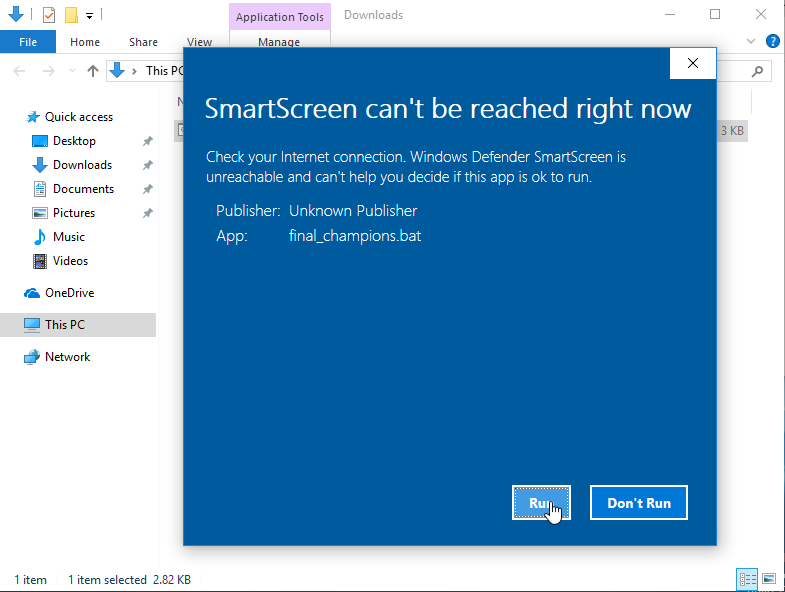 Application Tools
Downloads
File
Home
Share
View
Manage
This PC
SmartScreen can't be reached right now
Check your Internet connection. Windows Defender SmartScreen is
unreachable and can't help you decide if this app is ok to run.
Publisher: Unknown Publisher
App: final_champions.bat
Run
Don't Run
Quick access
Desktop
Downloads
Documents
Pictures
Music
Videos
OneDrive
This PC
Network
3 KB
1 item
1 item selected 2.82 KB